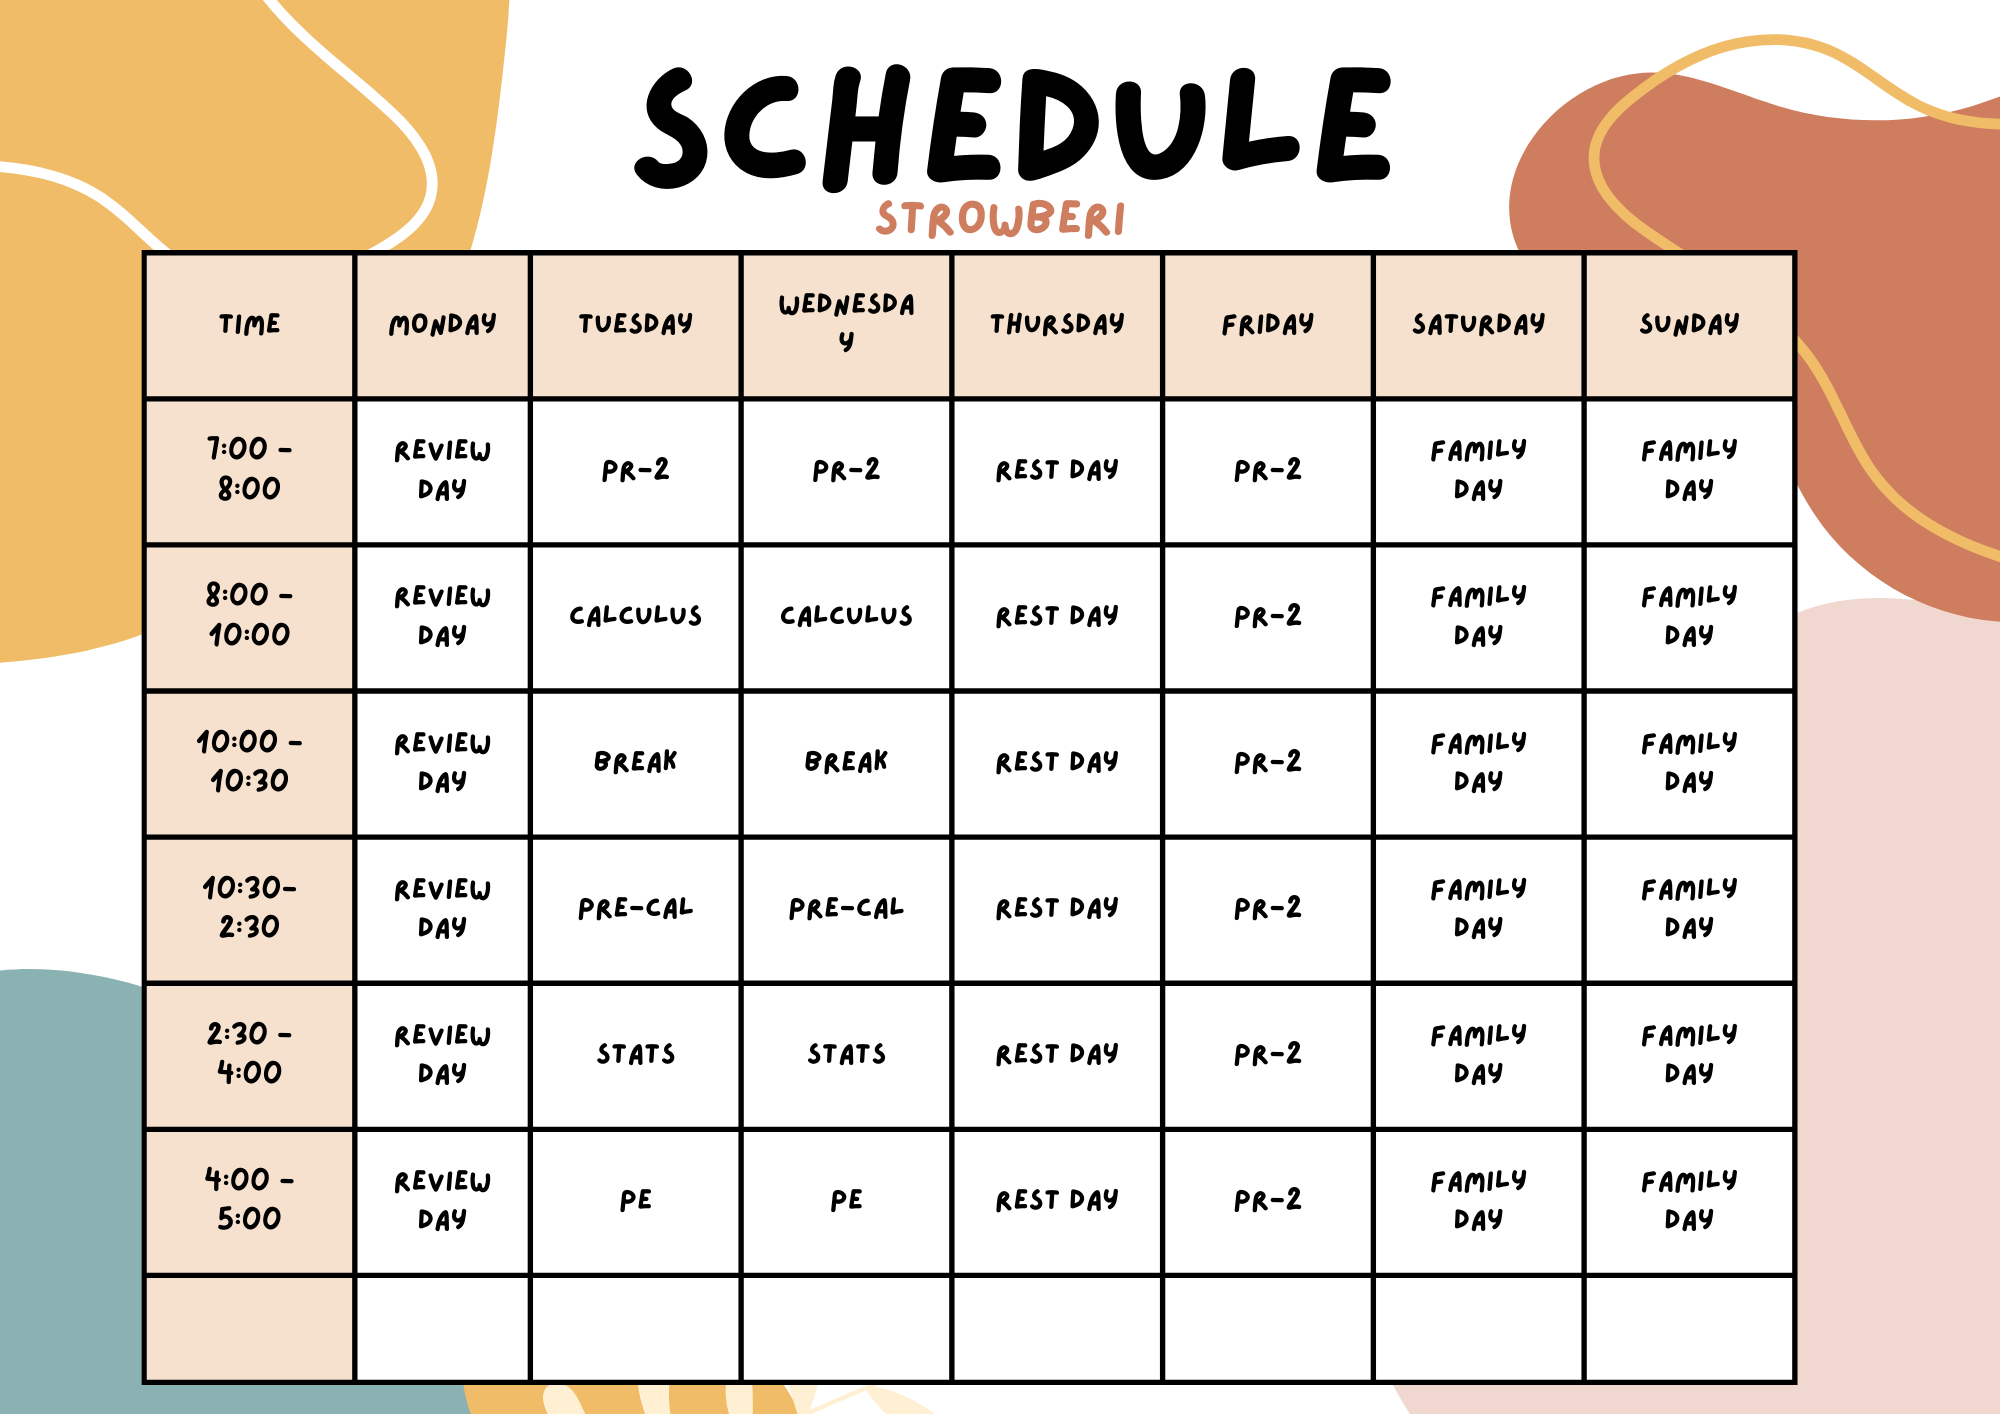 SCHEDULE
STROWBERI
TIME MONDAY TUESDAY WEDNESDA
Y THURSDAY FRIDAY SATURDAY SUNDAY
7:00 -
8:00
REVIEW
DAY
PR-2
PR-2
REST DAY
PR-2
FAMILY
DAY
FAMILY
DAY
8:00 -
10:00
REVIEW
DAY
CALCULUS
CALCULUS
REST DAY
PR-2
FAMILY
DAY
FAMILY
DAY
10:00 -
10:30
REVIEW
DAY
BREAK
BREAK
REST DAY
PR-2
FAMILY
DAY
FAMILY
DAY
10:30-
2:30
REVIEW
DAY
PRE-CAL
PRE-CAL
REST DAY
PR-2
FAMILY
DAY
FAMILY
DAY
2:30 -
4:00
REVIEW
DAY
STATS
STATS
REST DAY
PR-2
FAMILY
DAY
FAMILY
DAY
4:00 -
5:00
REVIEW
DAY
PE
PE
REST DAY
PR-2
FAMILY
DAY
FAMILY
DAY